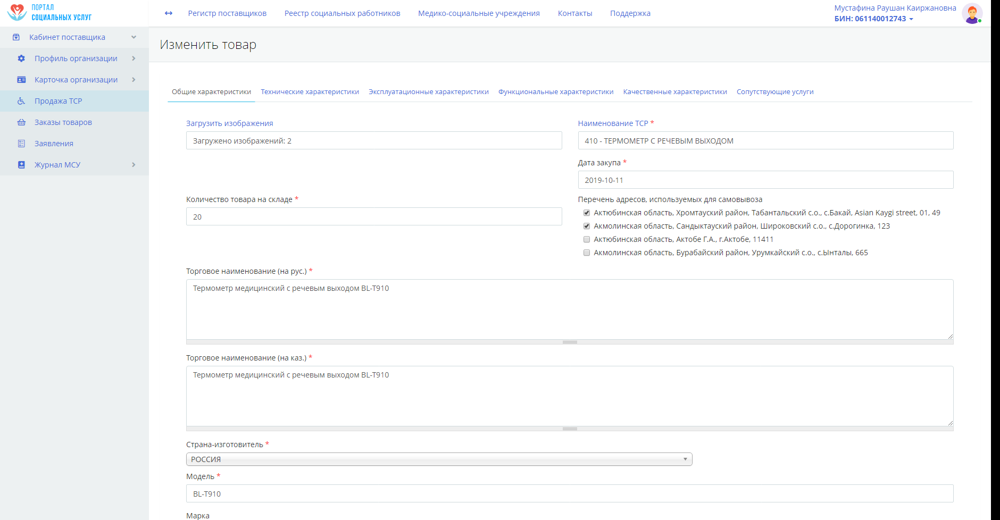 ПОРТАЛ
СОЦИАЛЬНЫХ УСЛУГ
Регистр поставщиков
Реестр социальных работников
Медико-социальные учреждения
Контакты
Поддержка
Мустафина Раушан Каиржановна
БИН: 061140012743
Кабинет поставщика
Профиль организации
Карточка организации
Продажа ТСР
Заказы товаров
Заявления
Журнал МСУ
Изменить товар
Общие характеристики
Технические характеристики
Эксплуатационные характеристики
Функциональные характеристики
Качественные характеристики
Сопутствующие услуги
Загрузить изображения
Загружено изображений: 2
Наименование ТСР *
410 - ТЕРМОМЕТР С РЕЧЕВЫМ ВЫХОДОМ
Дата закупа *
2019-10-11
Количество товара на складе *
20
Перечень адресов, используемых для самовывоза
Актюбинская область, Хромтауский район, Табантальский с.о., с.Бакай, Asian Kaygi street, 01, 49
Акмолинская область, Сандыктауский район, Широковский с.о., с.Дорогинка, 123
Актюбинская область, Актобе Г.А., г.Актобе, 11411
Акмолинская область, Бурабайский район, Урумкайский с.о., с.Ынталы, 665
Торговое наименование (на рус.) *
Термометр медицинский с речевым выходом BL-T910
Торговое наименование (на каз.) *
Термометр медицинский с речевым выходом BL-T910
Страна-изготовитель *
РОССИЯ
Модель *
BL-T910
Марка